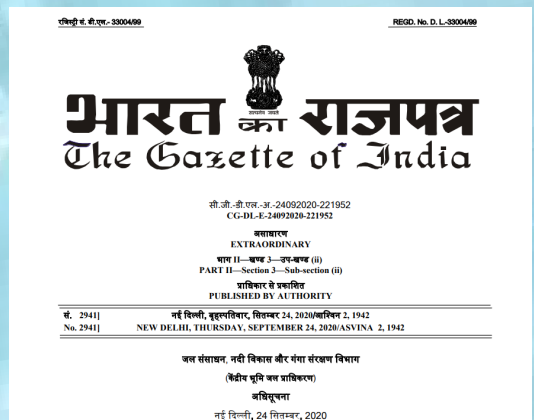 रजिस्ट्री सं. डी.एल.- 33004/99 REGD. No. D. L.-33004/99
सत्यमेव जयते
भारत का राजपत्र
The Gazette of India
सी.जी.-डी.एल.-अ.-24092020-221952
CG-DL-E-24092020-221952
असाधारण
EXTRAORDINARY
भाग II—खण्ड 3—उप-खण्ड (ii)
PART II—Section 3—Sub-section (ii)
प्राधिकार से प्रकाशित
PUBLISHED BY AUTHORITY
सं. 2941] नई दिल्ली, बृहस्पतिवार, सितम्बर 24, 2020/आश्विन 2, 1942
No. 2941] NEW DELHI, THURSDAY, SEPTEMBER 24, 2020/ASVINA 2, 1942
जल संसाधन, नदी विकास और गंगा संरक्षण विभाग
(केंद्रीय भूमि जल प्राधिकरण)
अधिसूचना
नई दिल्ली, 24 सितम्बर, 2020